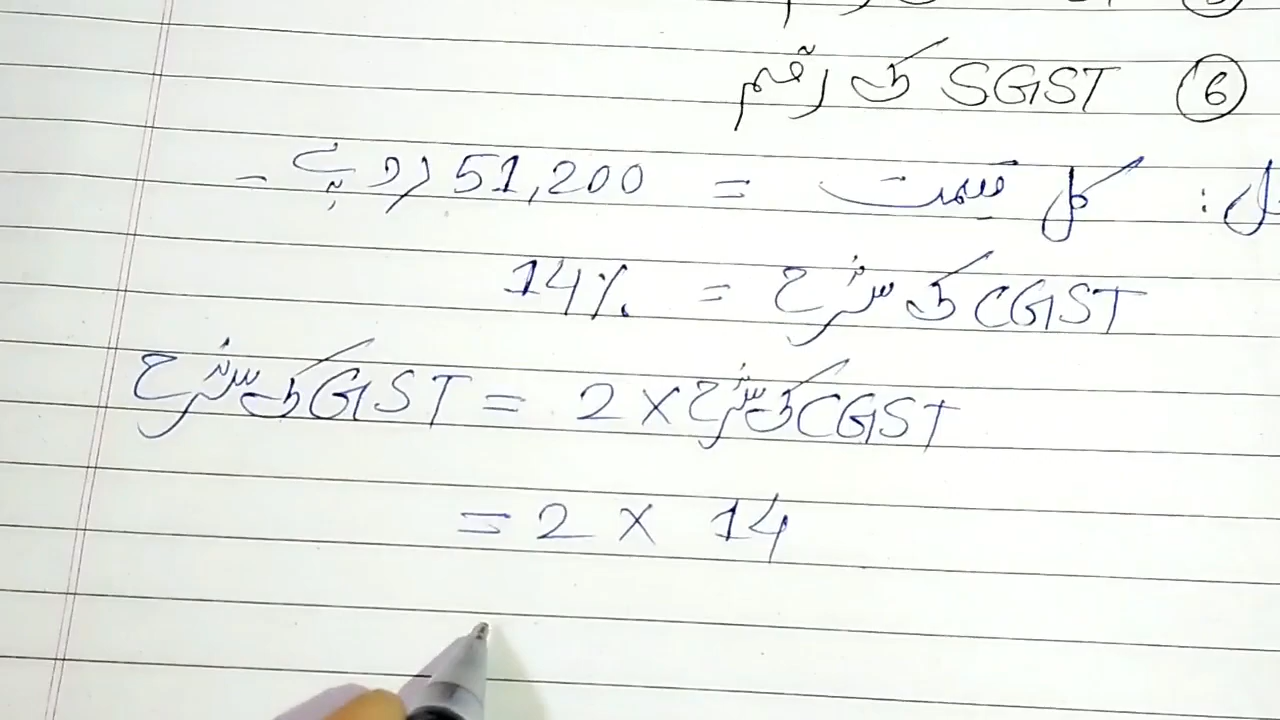 ⑥ SGST کی رقم
کل قیمت = 51,200 روپے -
CGST کی شرح = 14%
GST کی شرح = 2 × CGST کی شرح
= 2 × 14